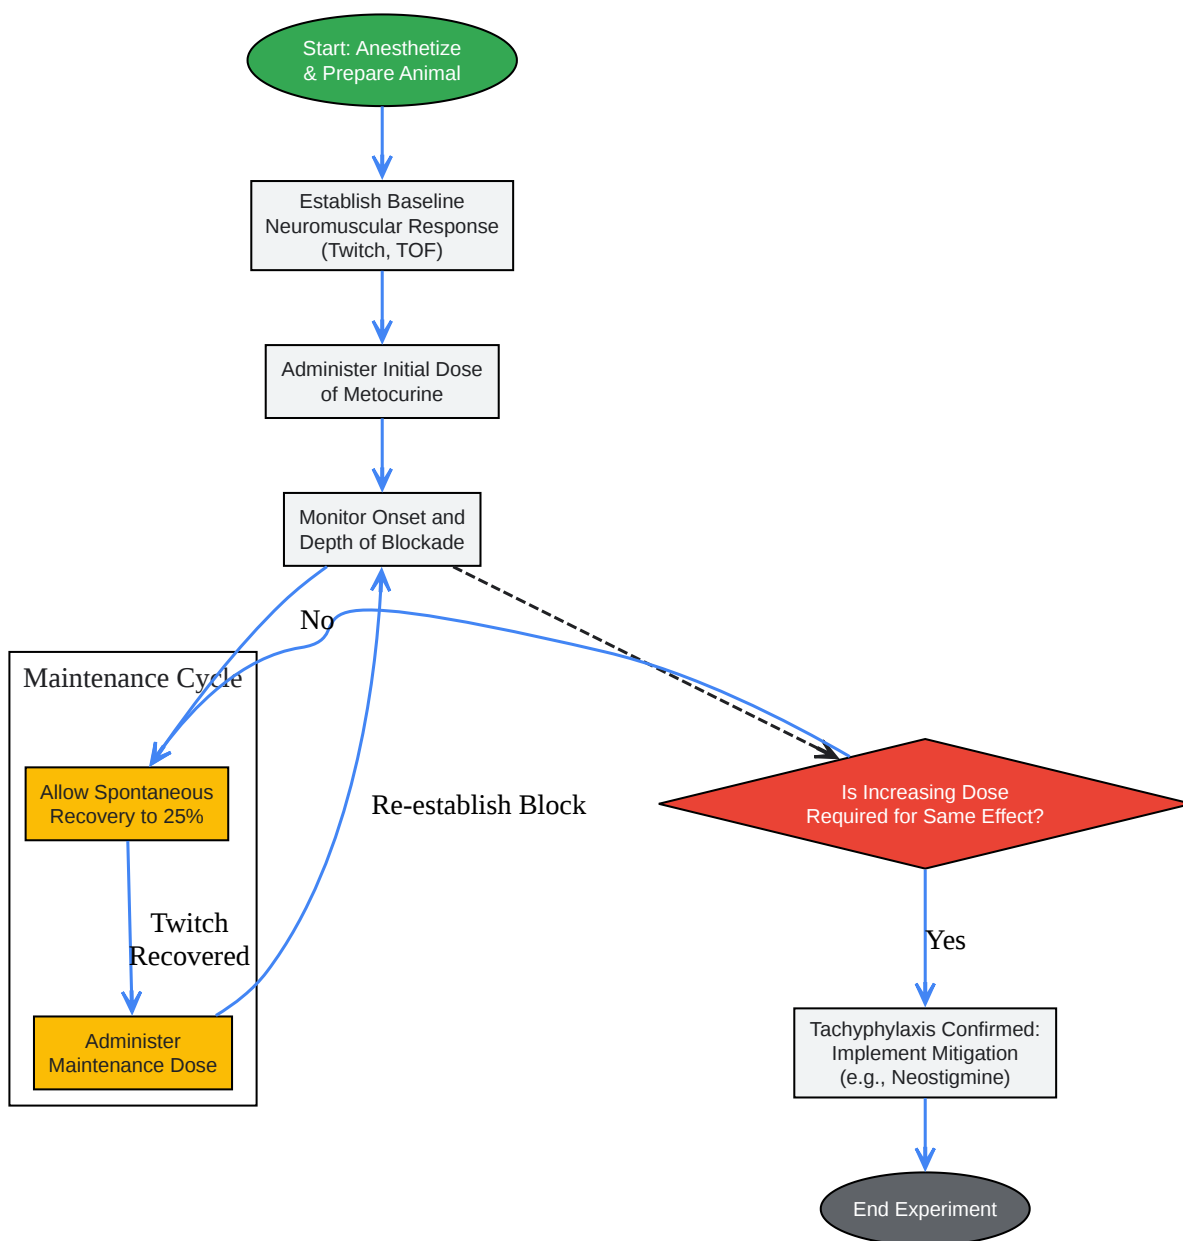 Start: Anesthetize
& Prepare Animal
Establish Baseline
Neuromuscular Response
(Twitch, TOF)
Administer Initial Dose
of Metocurine
Monitor Onset and
Depth of Blockade
No
Maintenance Cycle
Allow Spontaneous
Recovery to 25%
Re-establish Block
Is Increasing Dose
Required for Same Effect?
Twitch
Recovered
Yes
Administer
Maintenance Dose
Tachyphylaxis Confirmed:
Implement Mitigation
(e.g., Neostigmine)
End Experiment